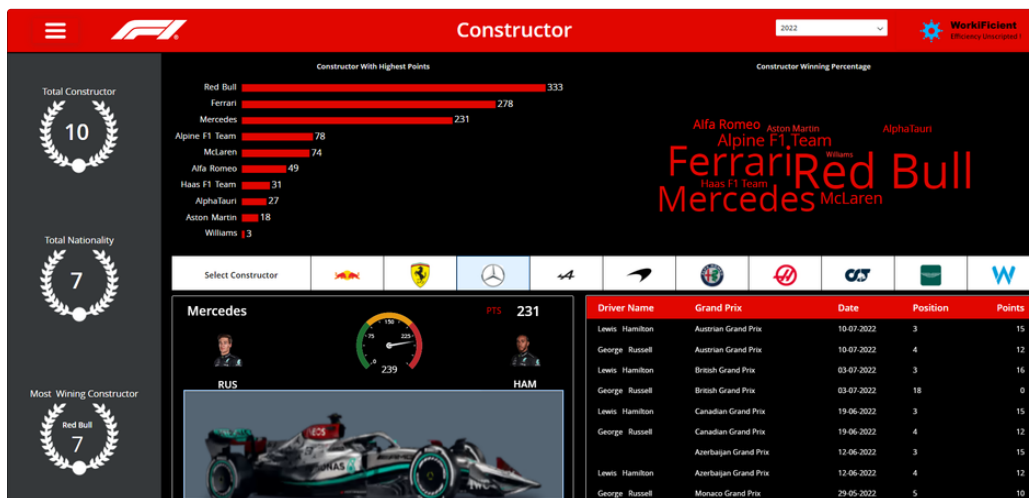 Constructor
2022
WorkIFicient
Efficiency Unscripted !
Total Constructor
10
Total Nationality
7
Most Wining Constructor
Red Bull
7
Constructor With Highest Points
Red Bull 333
Ferrari 278
Mercedes 231
Alpine F1 Team 78
McLaren 74
Alfa Romeo 49
Haas F1 Team 31
AlphaTauri 27
Aston Martin 18
Williams 3
Constructor Winning Percentage
Alfa Romeo Aston Martin AlphaTauri
Alpine F1 Team
Williams
Ferrari Red Bull
Haas F1 Team
Mercedes McLaren
Select Constructor
Mercedes PTS 231
150
75 225
0
239
RUS HAM
Driver Name Grand Prix Date Position Points
Lewis Hamilton Austrian Grand Prix 10-07-2022 3 15
George Russell Austrian Grand Prix 10-07-2022 4 12
Lewis Hamilton British Grand Prix 03-07-2022 3 16
George Russell British Grand Prix 03-07-2022 18 0
Lewis Hamilton Canadian Grand Prix 19-06-2022 3 15
George Russell Canadian Grand Prix 19-06-2022 4 12
Azerbaijan Grand Prix 12-06-2022 3 15
Lewis Hamilton Azerbaijan Grand Prix 12-06-2022 4 12
George Russell Monaco Grand Prix 29-05-2022 5 10